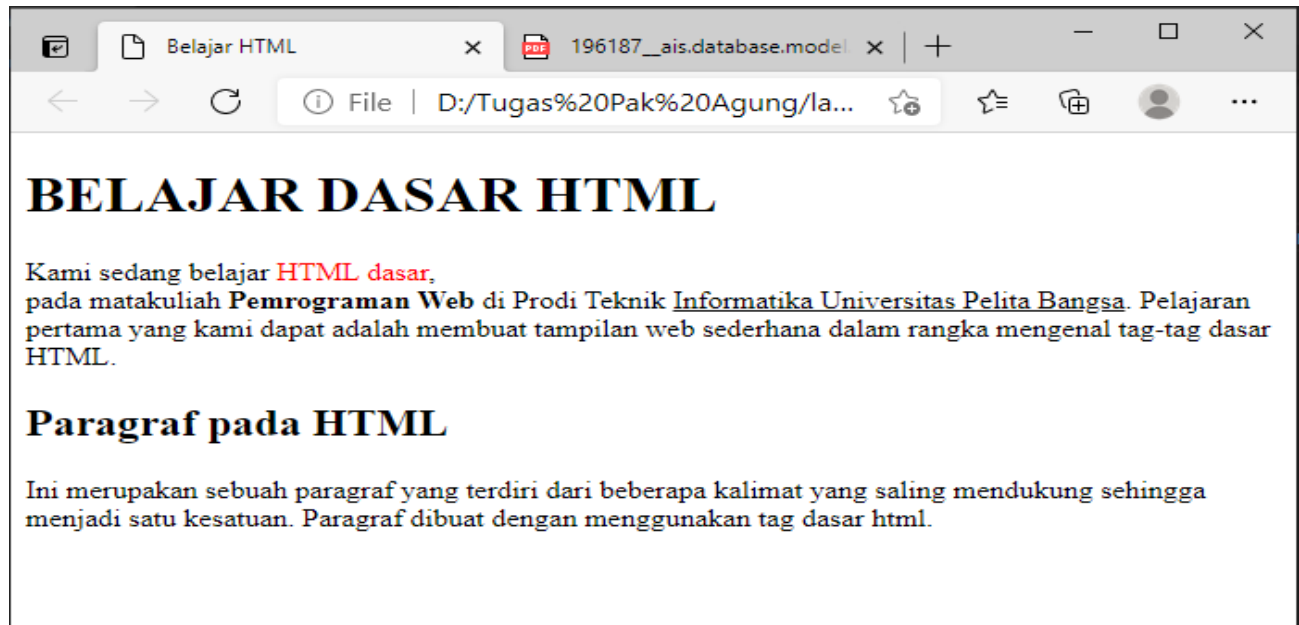 Belajar HTML
PDF
196187__ais.database.model
File | D:/Tugas%20Pak%20Agung/la...
BELAJAR DASAR HTML
Kami sedang belajar HTML dasar,
pada matakuliah Pemrograman Web di Prodi Teknik Informatika Universitas Pelita Bangsa. Pelajaran
pertama yang kami dapat adalah membuat tampilan web sederhana dalam rangka mengenal tag-tag dasar
HTML.
Paragraf pada HTML
Ini merupakan sebuah paragraf yang terdiri dari beberapa kalimat yang saling mendukung sehingga
menjadi satu kesatuan. Paragraf dibuat dengan menggunakan tag dasar html.